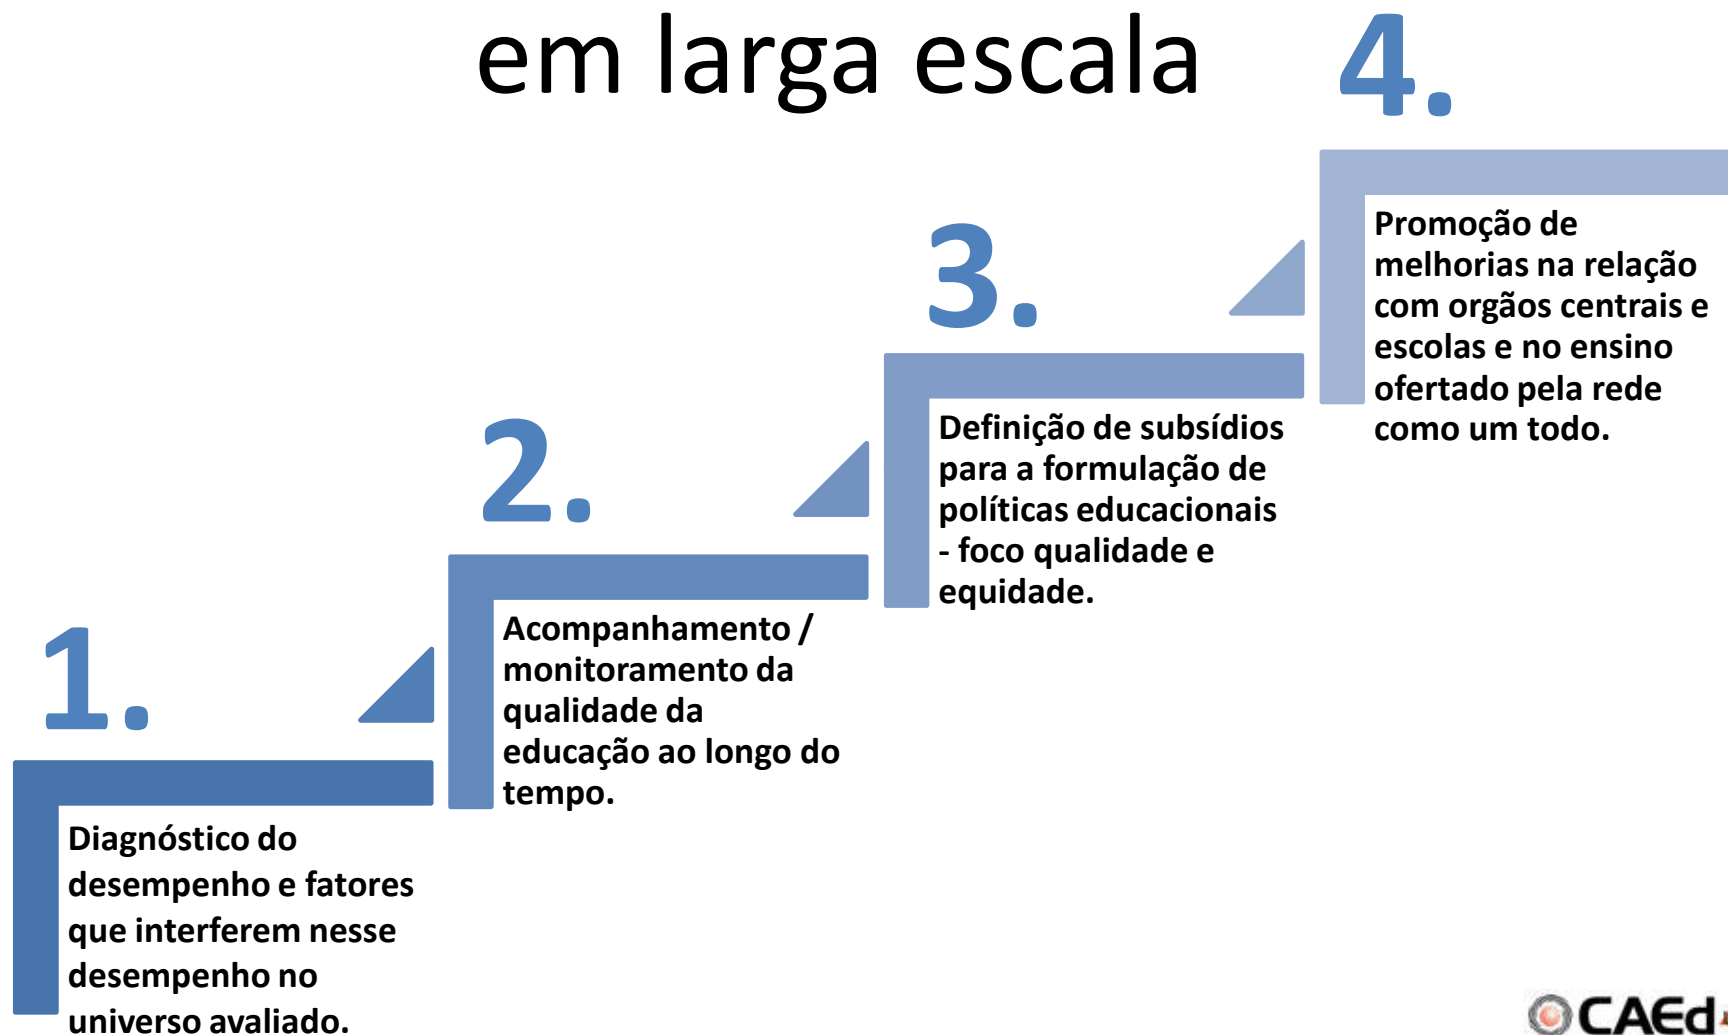 em larga escala
1.
Diagnóstico do
desempenho e fatores
que interferem nesse
desempenho no
universo avaliado.
2.
Acompanhamento /
monitoramento da
qualidade da
educação ao longo do
tempo.
3.
Definição de subsídios
para a formulação de
políticas educacionais
- foco qualidade e
equidade.
4.
Promoção de
melhorias na relação
com orgãos centrais e
escolas e no ensino
ofertado pela rede
como um todo.
CAEd